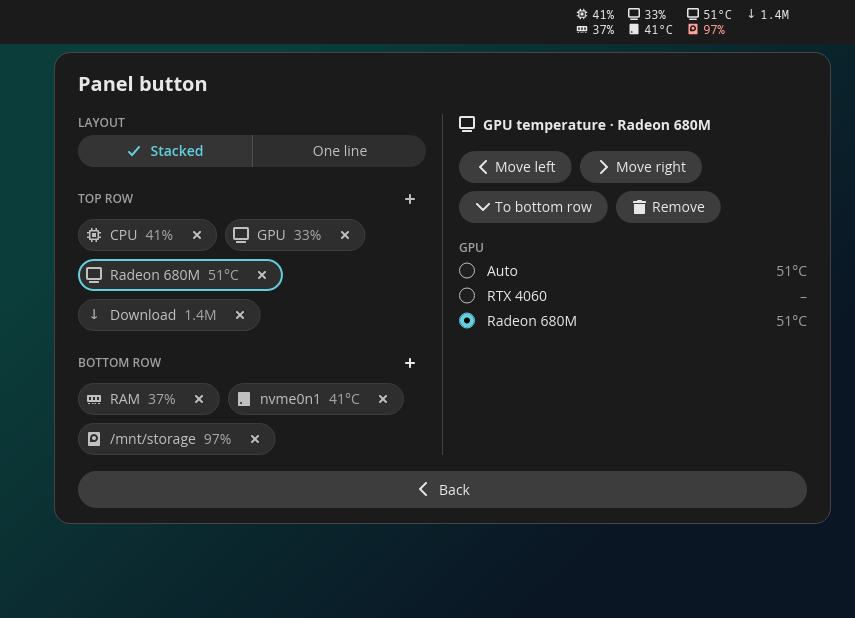 41% 33% 51°C ↓ 1.4M
37% 41°C 97%
Panel button
LAYOUT
Stacked One line
TOP ROW +
CPU 41% × GPU 33% ×
Radeon 680M 51°C ×
↓ Download 1.4M ×
BOTTOM ROW +
RAM 37% × nvme0n1 41°C ×
/mnt/storage 97% ×
GPU temperature · Radeon 680M
Move left Move right
To bottom row Remove
GPU
Auto 51°C
RTX 4060 –
Radeon 680M 51°C
Back